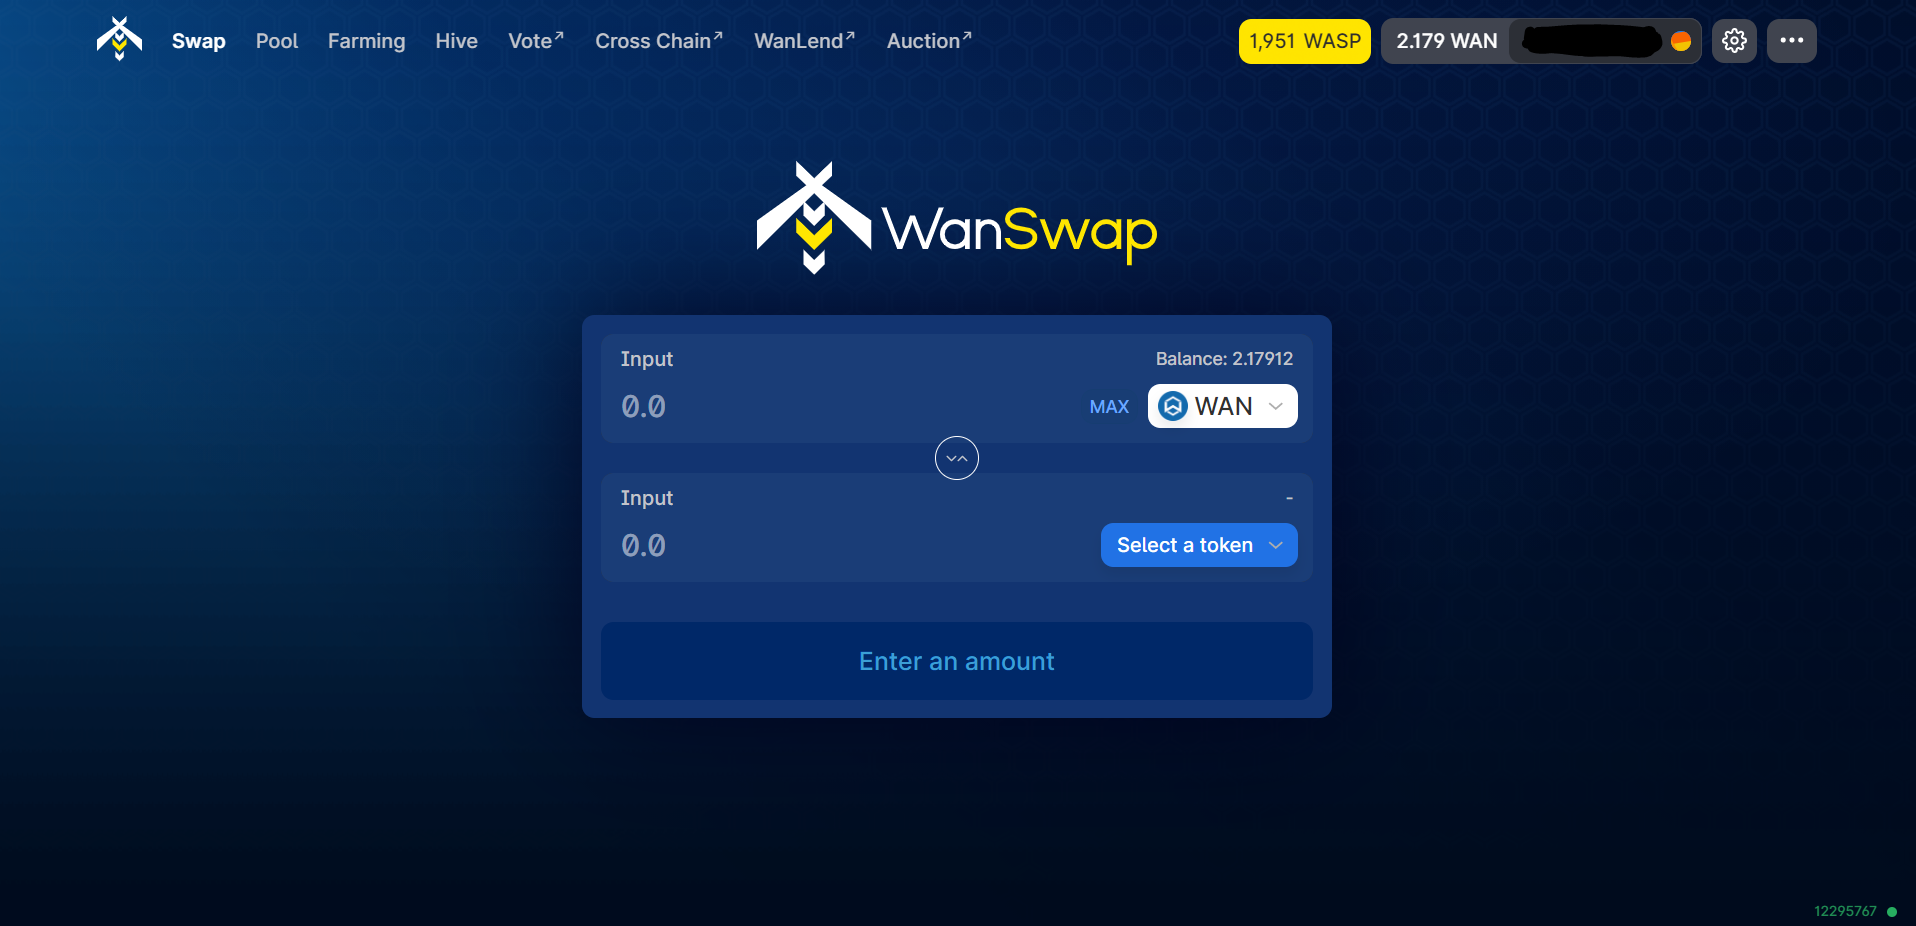 Swap Pool Farming Hive Vote↗ Cross Chain↗ WanLend↗ Auction↗ 1,951 WASP 2.179 WAN
WanSwap
Input Balance: 2.17912
0.0 MAX WAN
Input -
0.0 Select a token
Enter an amount
12295767